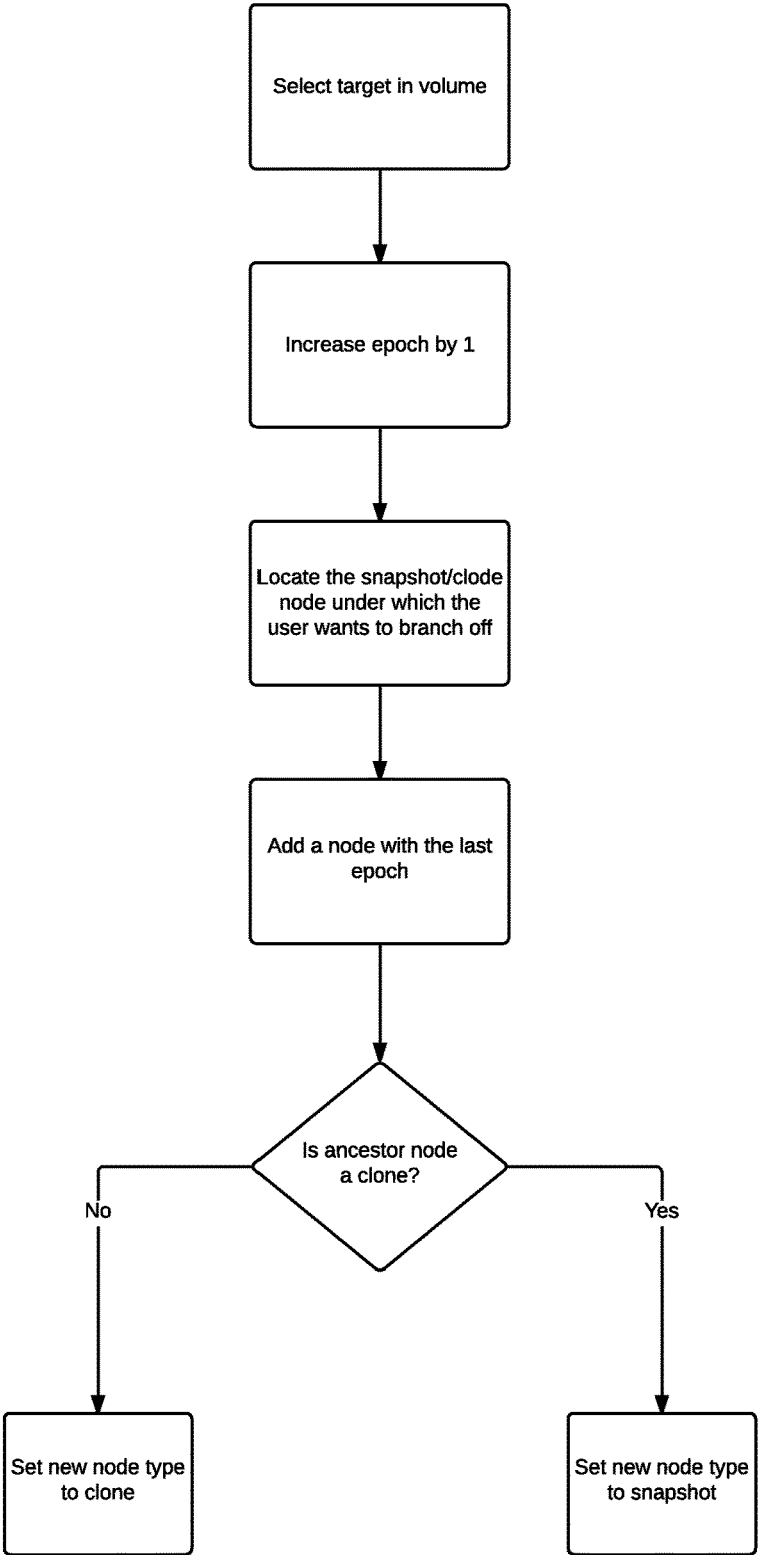 Select target in volume
Increase epoch by 1
Locate the snapshot/clode
node under which the
user wants to branch off
Add a node with the last
epoch
Is ancestor node
a clone?
No
Yes
Set new node type
to clone
Set new node type
to snapshot